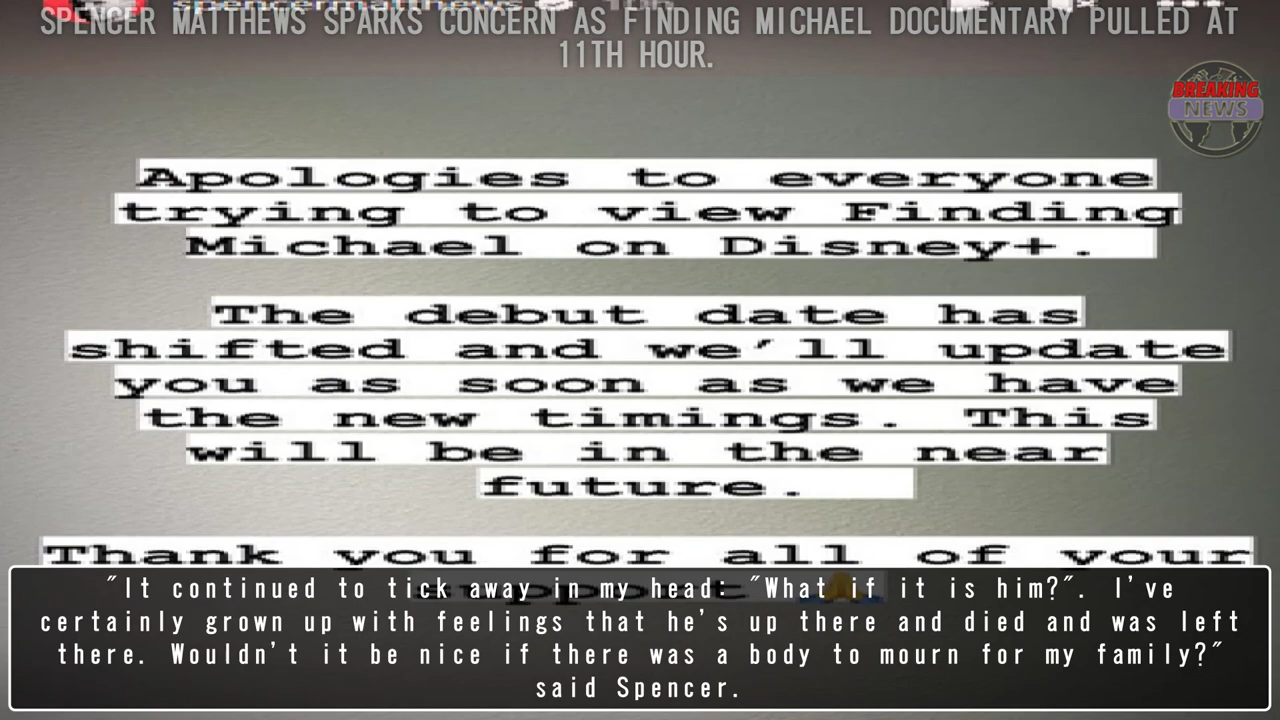 spencermatthews 10h
SPENCER MATTHEWS SPARKS CONCERN AS FINDING MICHAEL DOCUMENTARY PULLED AT
11TH HOUR.
BREAKING
NEWS
Apologies to everyone
trying to view Finding
Michael on Disney+.
The debut date has
shifted and we'll update
you as soon as we have
the new timings. This
will be in the near
future.
Thank you for all of your
support 🙏
"It continued to tick away in my head: "What if it is him?". I've
certainly grown up with feelings that he's up there and died and was left
there. Wouldn't it be nice if there was a body to mourn for my family?"
said Spencer.